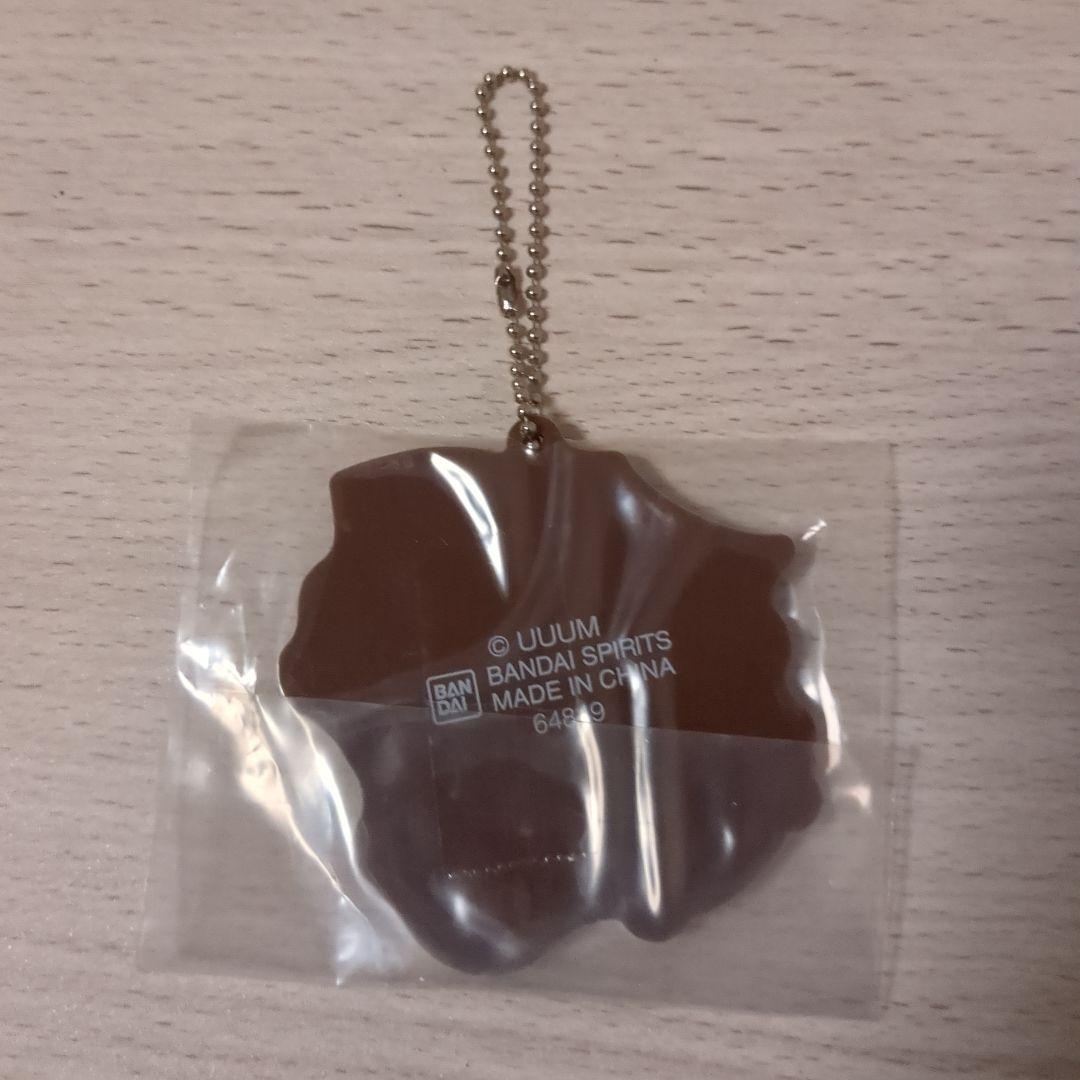 © UUUM
BANDAI SPIRITS
MADE IN CHINA
BAN
DAI